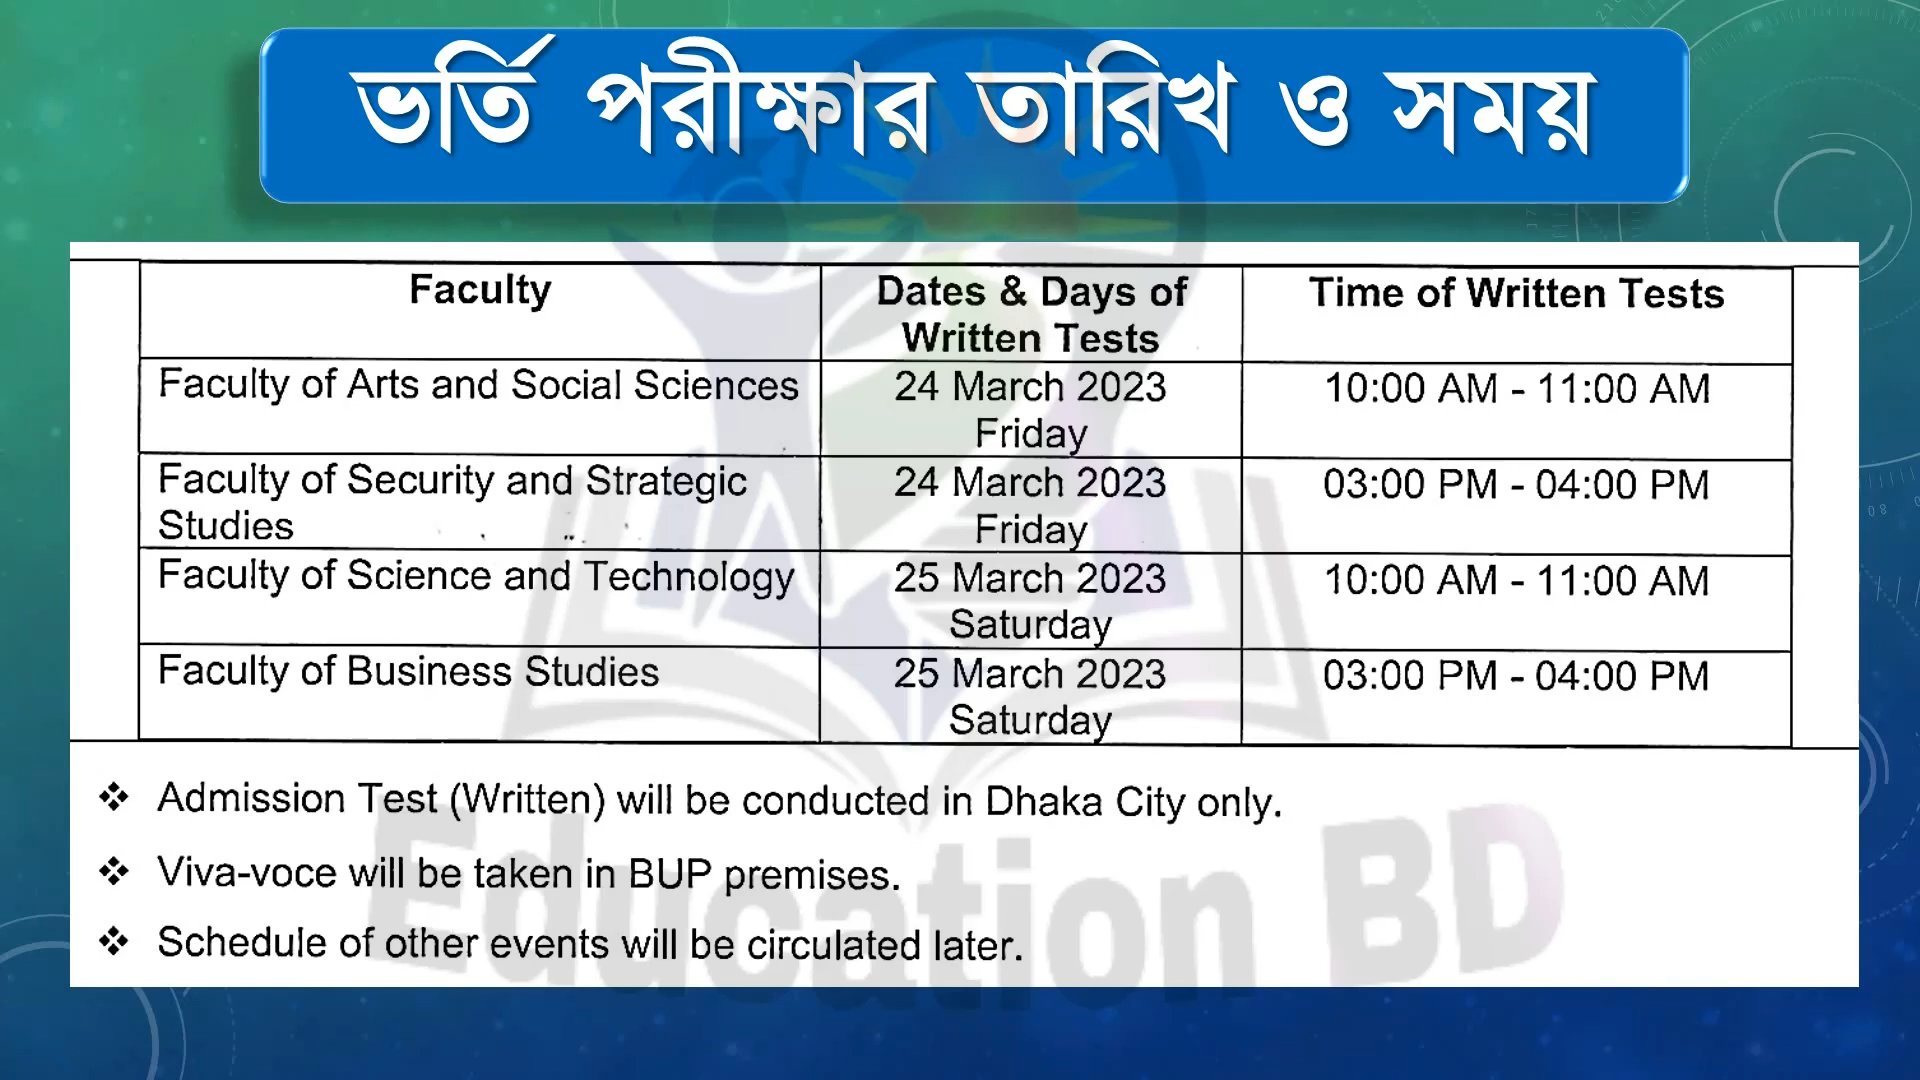 ভর্তি পরীক্ষার তারিখ ও সময়
Faculty
Dates & Days of
Written Tests
Time of Written Tests
Faculty of Arts and Social Sciences
24 March 2023
Friday
10:00 AM - 11:00 AM
Faculty of Security and Strategic
Studies
24 March 2023
Friday
03:00 PM - 04:00 PM
Faculty of Science and Technology
25 March 2023
Saturday
10:00 AM - 11:00 AM
Faculty of Business Studies
25 March 2023
Saturday
03:00 PM - 04:00 PM
❖ Admission Test (Written) will be conducted in Dhaka City only.
❖ Viva-voce will be taken in BUP premises.
❖ Schedule of other events will be circulated later.
Education BD